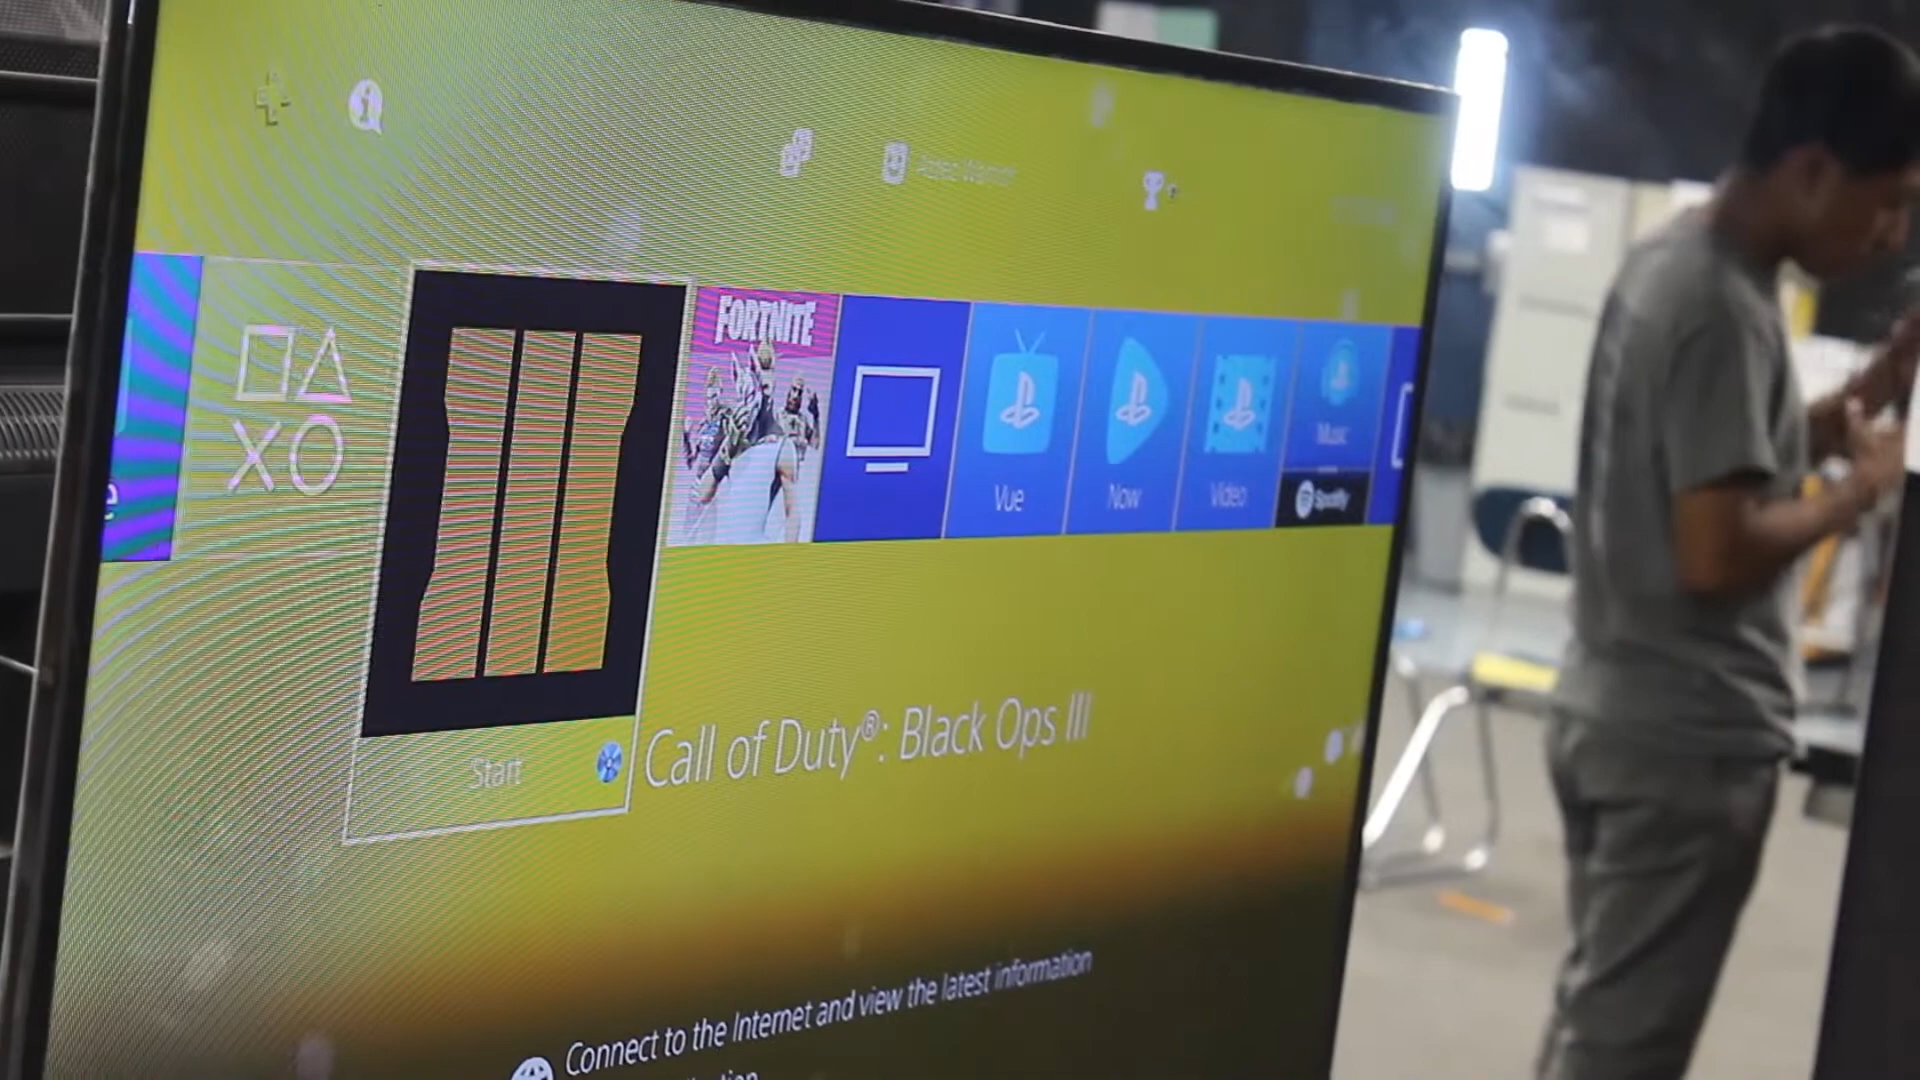 FORTNITE
Vue
Now
Video
Music
Spotify
Start
Call of Duty®: Black Ops III
Connect to the Internet and view the latest information